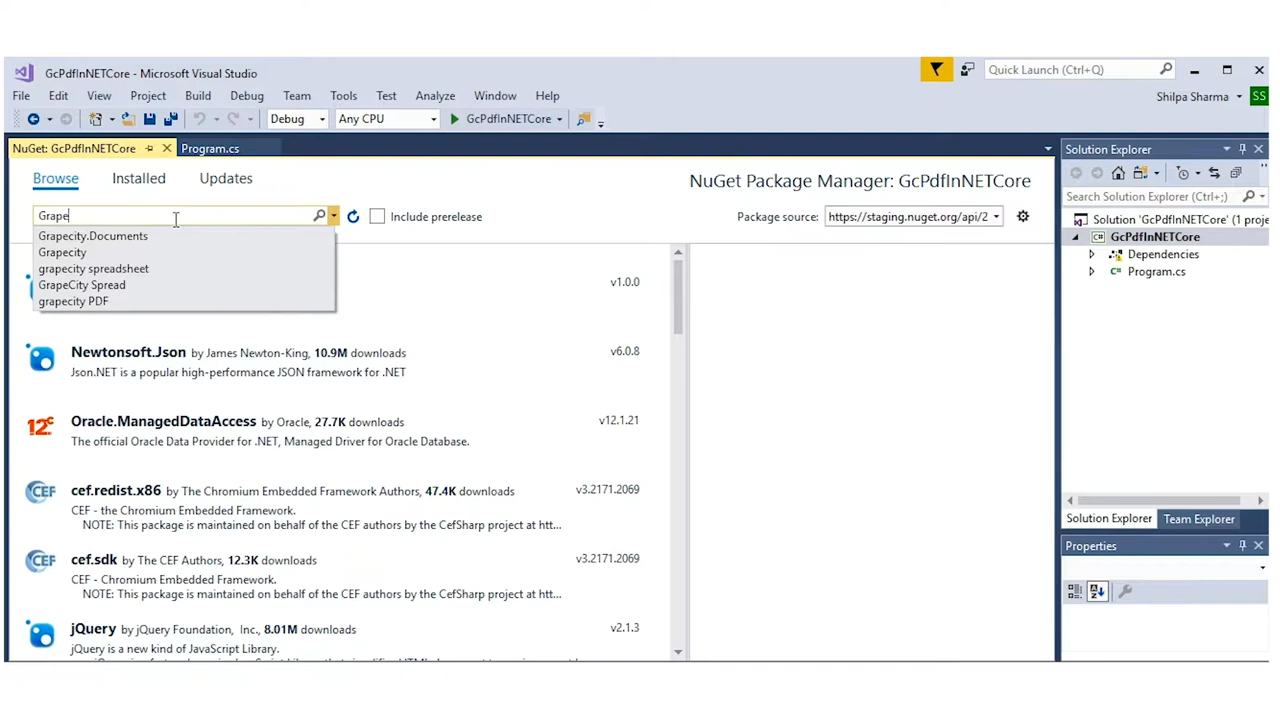 GcPdfInNETCore - Microsoft Visual Studio
Quick Launch (Ctrl+Q)
File Edit View Project Build Debug Team Tools Test Analyze Window Help
Shilpa Sharma SS
Debug Any CPU GcPdfInNETCore
NuGet: GcPdfInNETCore Program.cs
Browse Installed Updates
NuGet Package Manager: GcPdfInNETCore
Grape
Include prerelease
Package source: https://staging.nuget.org/api/2
Grapecity.Documents
Grapecity
grapecity spreadsheet
GrapeCity Spread
grapecity PDF
v1.0.0
Newtonsoft.Json by James Newton-King, 10.9M downloads v6.0.8
Json.NET is a popular high-performance JSON framework for .NET
12c Oracle.ManagedDataAccess by Oracle, 27.7K downloads v12.1.21
The official Oracle Data Provider for .NET, Managed Driver for Oracle Database.
CEF cef.redist.x86 by The Chromium Embedded Framework Authors, 47.4K downloads v3.2171.2069
CEF - the Chromium Embedded Framework.
NOTE: This package is maintained on behalf of the CEF authors by the CefSharp project at htt...
CEF cef.sdk by The CEF Authors, 12.3K downloads v3.2171.2069
CEF - Chromium Embedded Framework.
NOTE: This package is maintained on behalf of the CEF authors by the CefSharp project at htt...
jQuery by jQuery Foundation, Inc., 8.01M downloads v2.1.3
jQuery is a new kind of JavaScript Library.
Solution Explorer
Search Solution Explorer (Ctrl+;)
Solution 'GcPdfInNETCore' (1 proje
C# GcPdfInNETCore
Dependencies
C# Program.cs
Solution Explorer Team Explorer
Properties